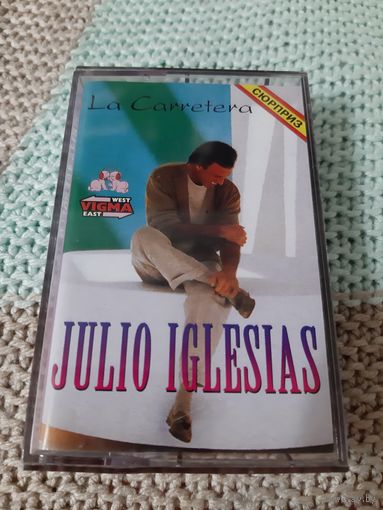 La Carretera
СЮРПРИЗ
WEST
VIGMA
EAST
JULIO IGLESIAS